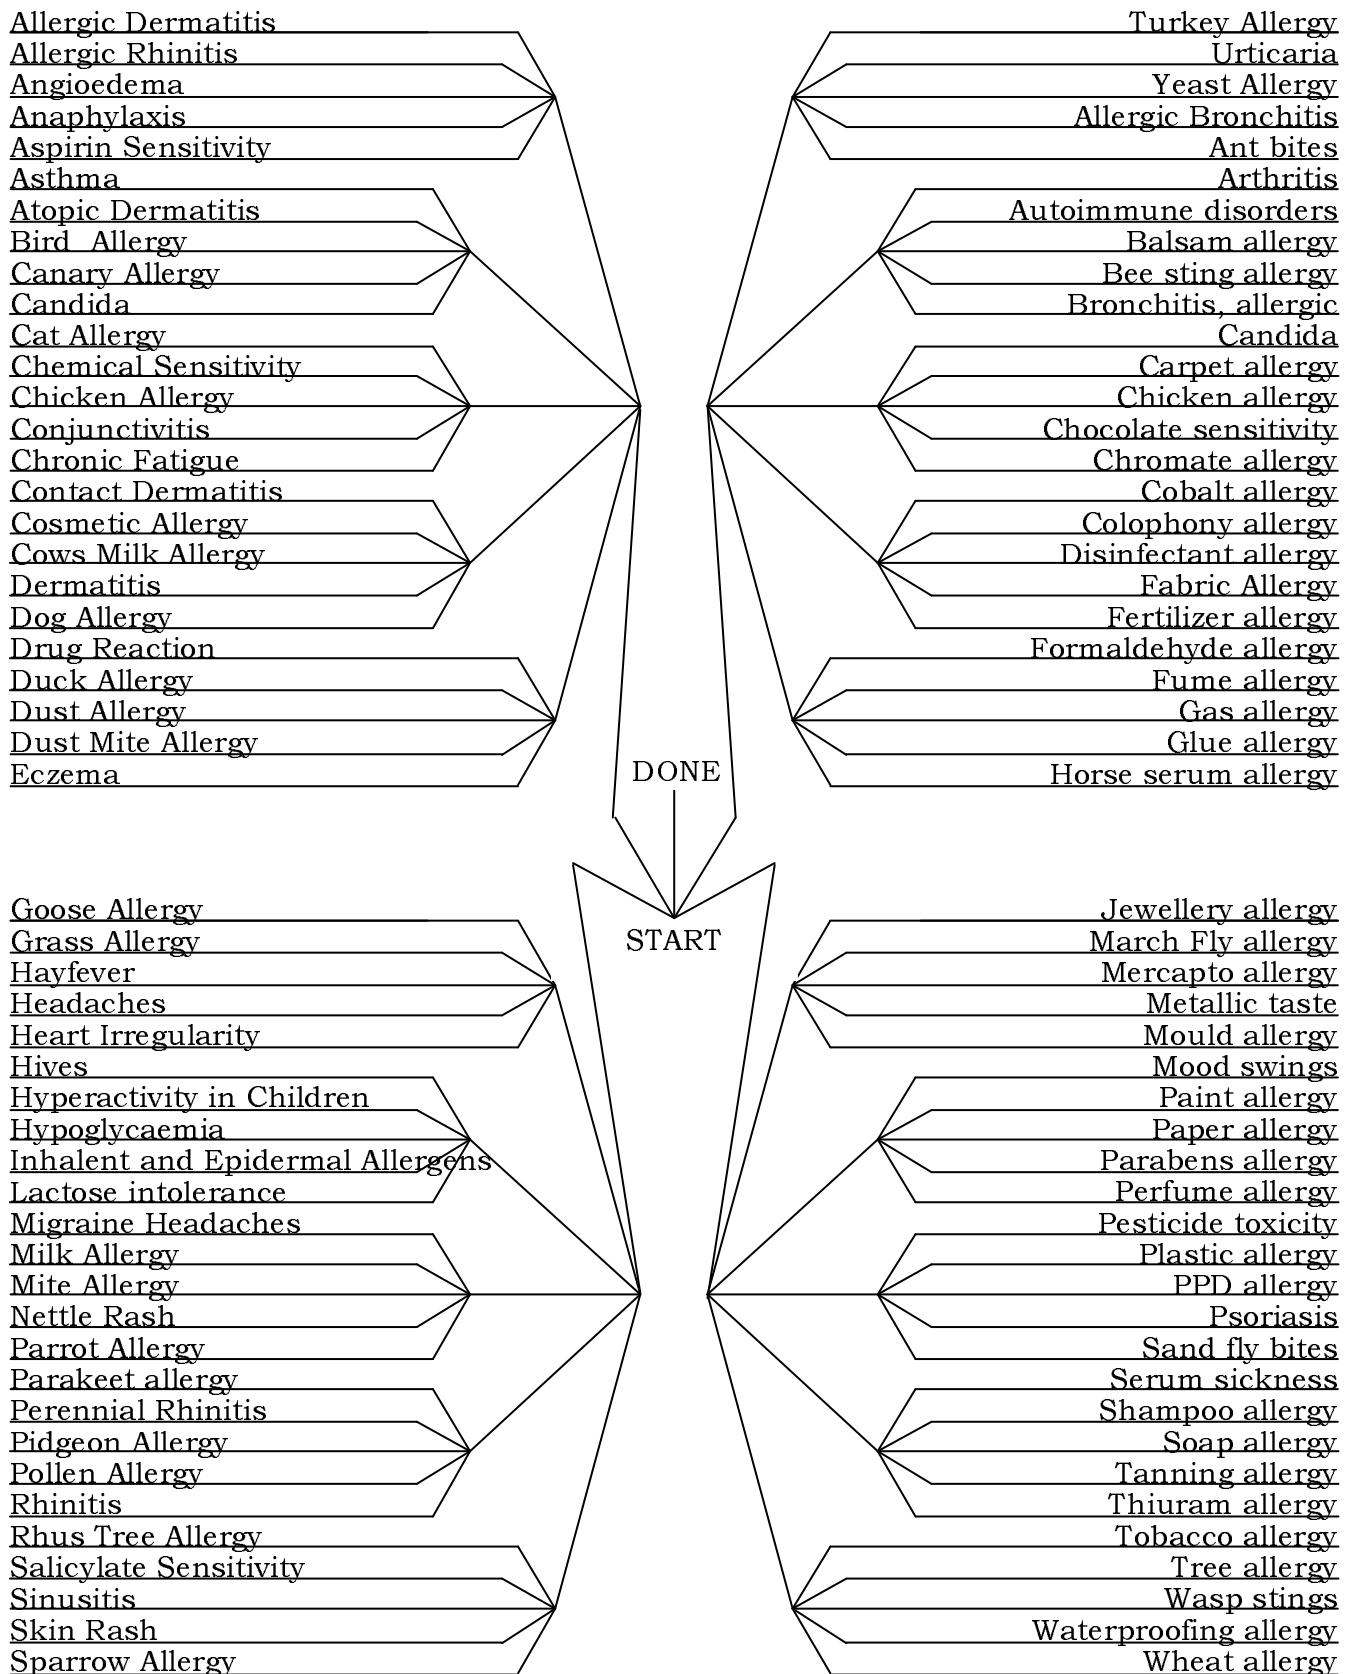 Allergic Dermatitis
Allergic Rhinitis
Angioedema
Anaphylaxis
Aspirin Sensitivity
Asthma
Atopic Dermatitis
Bird Allergy
Canary Allergy
Candida
Cat Allergy
Chemical Sensitivity
Chicken Allergy
Conjunctivitis
Chronic Fatigue
Contact Dermatitis
Cosmetic Allergy
Cows Milk Allergy
Dermatitis
Dog Allergy
Drug Reaction
Duck Allergy
Dust Allergy
Dust Mite Allergy
Eczema
Turkey Allergy
Urticaria
Yeast Allergy
Allergic Bronchitis
Ant bites
Arthritis
Autoimmune disorders
Balsam allergy
Bee sting allergy
Bronchitis, allergic
Candida
Carpet allergy
Chicken allergy
Chocolate sensitivity
Chromate allergy
Cobalt allergy
Colophony allergy
Disinfectant allergy
Fabric Allergy
Fertilizer allergy
Formaldehyde allergy
Fume allergy
Gas allergy
Glue allergy
Horse serum allergy
DONE
START
Goose Allergy
Grass Allergy
Hayfever
Headaches
Heart Irregularity
Hives
Hyperactivity in Children
Hypoglycaemia
Inhalent and Epidermal Allergens
Lactose intolerance
Migraine Headaches
Milk Allergy
Mite Allergy
Nettle Rash
Parrot Allergy
Parakeet allergy
Perennial Rhinitis
Pidgeon Allergy
Pollen Allergy
Rhinitis
Rhus Tree Allergy
Salicylate Sensitivity
Sinusitis
Skin Rash
Sparrow Allergy
Jewellery allergy
March Fly allergy
Mercapto allergy
Metallic taste
Mould allergy
Mood swings
Paint allergy
Paper allergy
Parabens allergy
Perfume allergy
Pesticide toxicity
Plastic allergy
PPD allergy
Psoriasis
Sand fly bites
Serum sickness
Shampoo allergy
Soap allergy
Tanning allergy
Thiuram allergy
Tobacco allergy
Tree allergy
Wasp stings
Waterproofing allergy
Wheat allergy